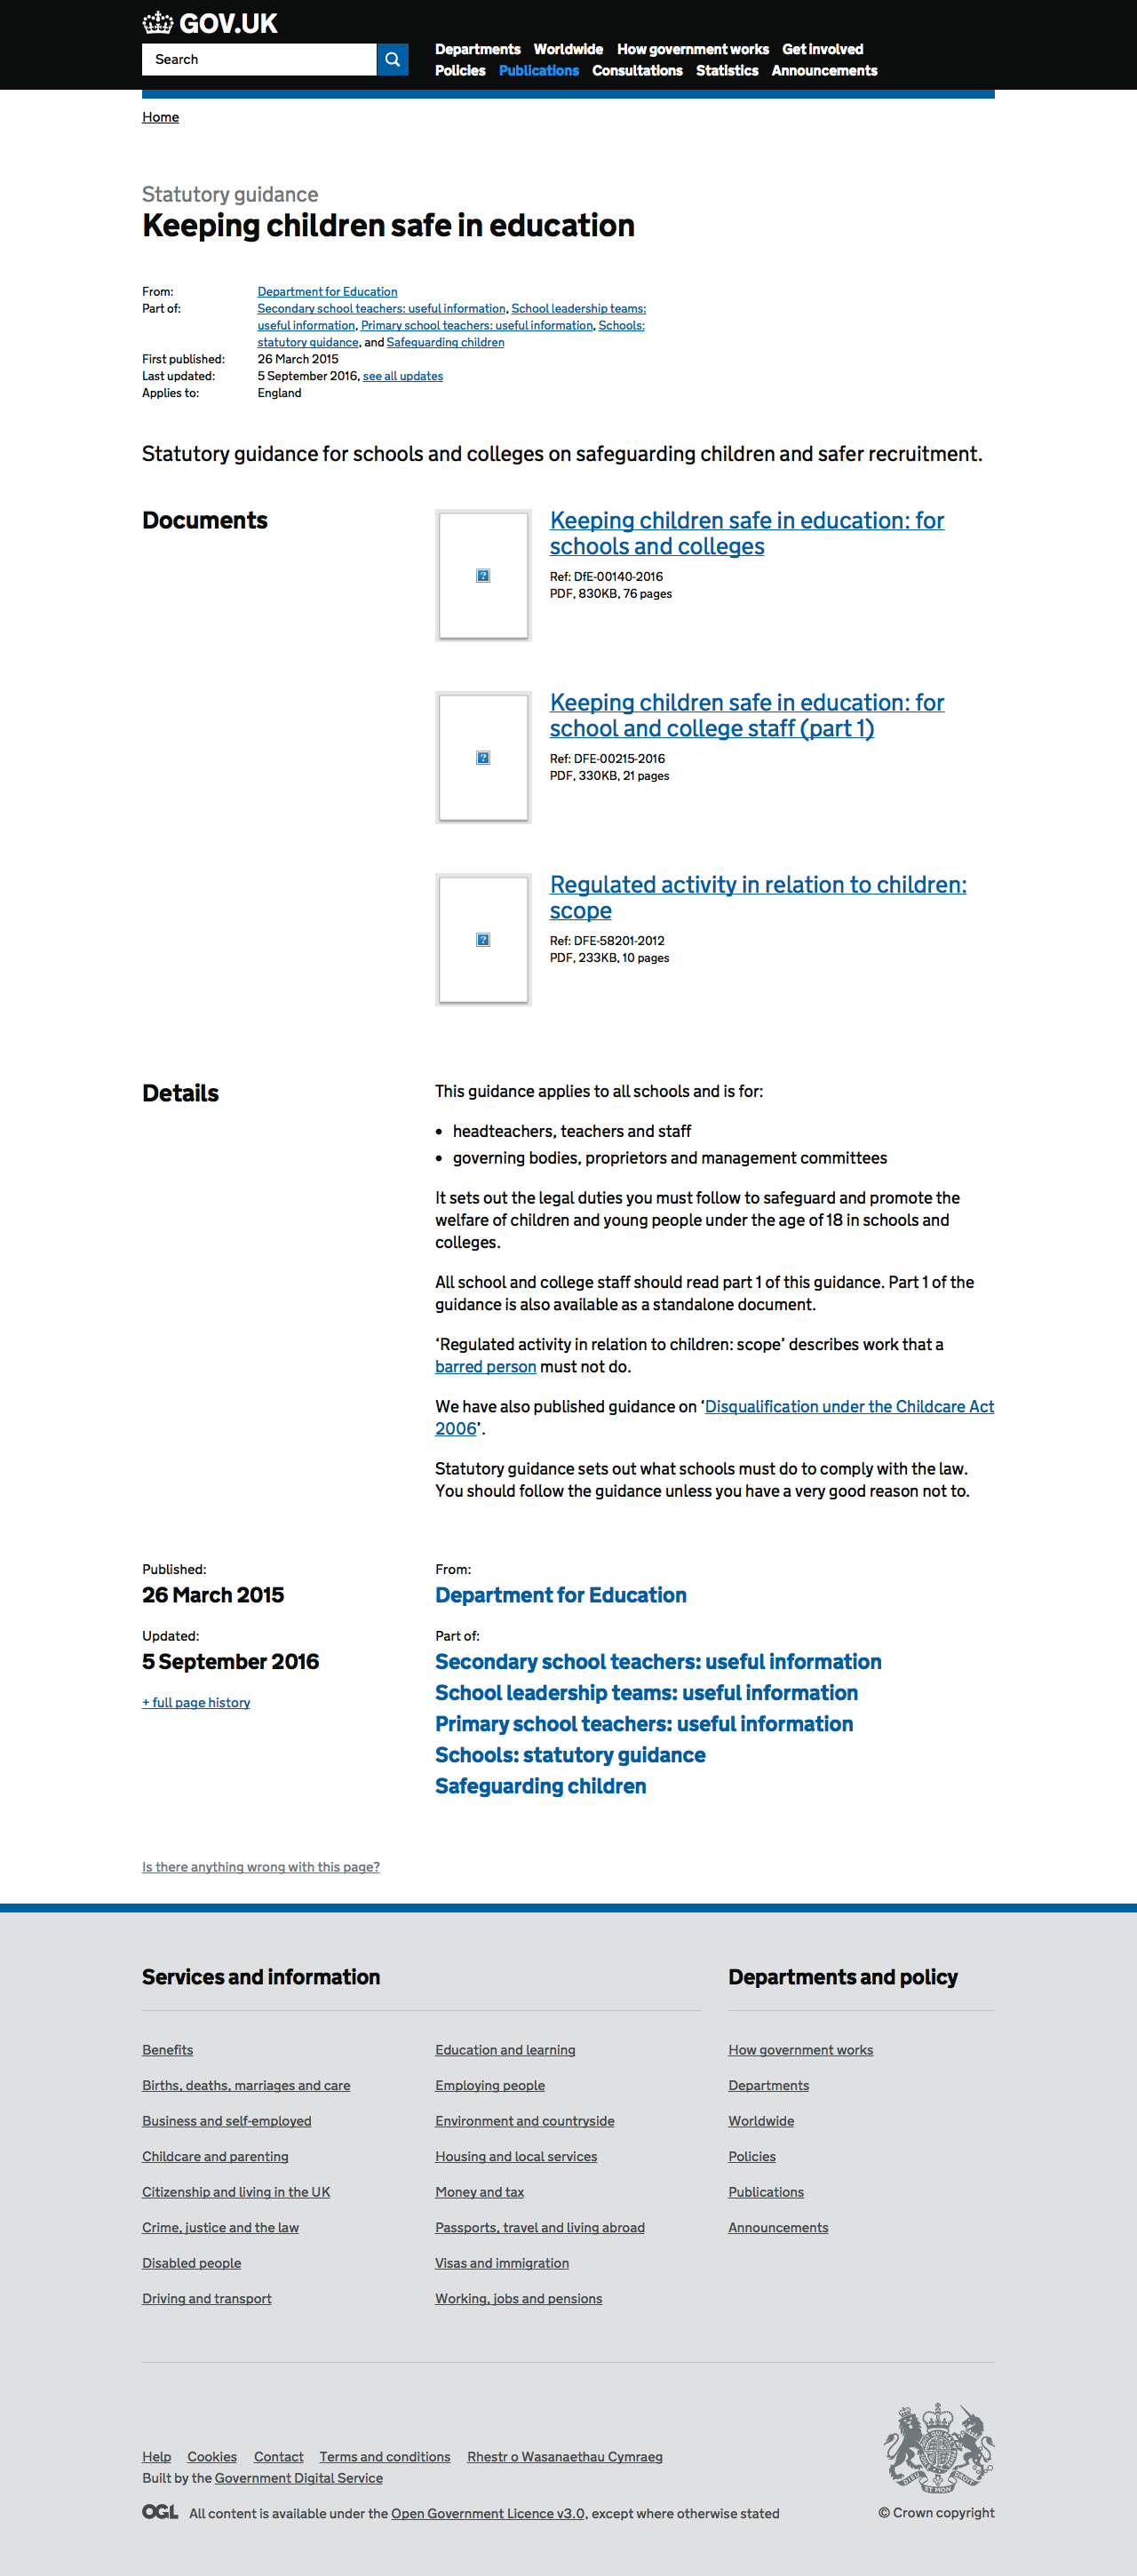 GOV.UK
Search
Departments Worldwide How government works Get involved
Policies Publications Consultations Statistics Announcements
Home
Statutory guidance
Keeping children safe in education
From: Department for Education
Part of: Secondary school teachers: useful information, School leadership teams:
useful information, Primary school teachers: useful information, Schools:
statutory guidance, and Safeguarding children
First published: 26 March 2015
Last updated: 5 September 2016, see all updates
Applies to: England
Statutory guidance for schools and colleges on safeguarding children and safer recruitment.
Documents
Keeping children safe in education: for
schools and colleges
Ref: DfE-00140-2016
PDF, 830KB, 76 pages
Keeping children safe in education: for
school and college staff (part 1)
Ref: DFE-00215-2016
PDF, 330KB, 21 pages
Regulated activity in relation to children:
scope
Ref: DFE-58201-2012
PDF, 233KB, 10 pages
Details
This guidance applies to all schools and is for:
• headteachers, teachers and staff
• governing bodies, proprietors and management committees
It sets out the legal duties you must follow to safeguard and promote the
welfare of children and young people under the age of 18 in schools and
colleges.
All school and college staff should read part 1 of this guidance. Part 1 of the
guidance is also available as a standalone document.
‘Regulated activity in relation to children: scope’ describes work that a
barred person must not do.
We have also published guidance on ‘Disqualification under the Childcare Act
2006’.
Statutory guidance sets out what schools must do to comply with the law.
You should follow the guidance unless you have a very good reason not to.
Published:
26 March 2015
Updated:
5 September 2016
+ full page history
From:
Department for Education
Part of:
Secondary school teachers: useful information
School leadership teams: useful information
Primary school teachers: useful information
Schools: statutory guidance
Safeguarding children
Is there anything wrong with this page?
Services and information
Benefits
Births, deaths, marriages and care
Business and self-employed
Childcare and parenting
Citizenship and living in the UK
Crime, justice and the law
Disabled people
Driving and transport
Education and learning
Employing people
Environment and countryside
Housing and local services
Money and tax
Passports, travel and living abroad
Visas and immigration
Working, jobs and pensions
Departments and policy
How government works
Departments
Worldwide
Policies
Publications
Announcements
Help Cookies Contact Terms and conditions Rhestr o Wasanaethau Cymraeg
Built by the Government Digital Service
OGL All content is available under the Open Government Licence v3.0, except where otherwise stated
DIEU ET MON DROIT
© Crown copyright